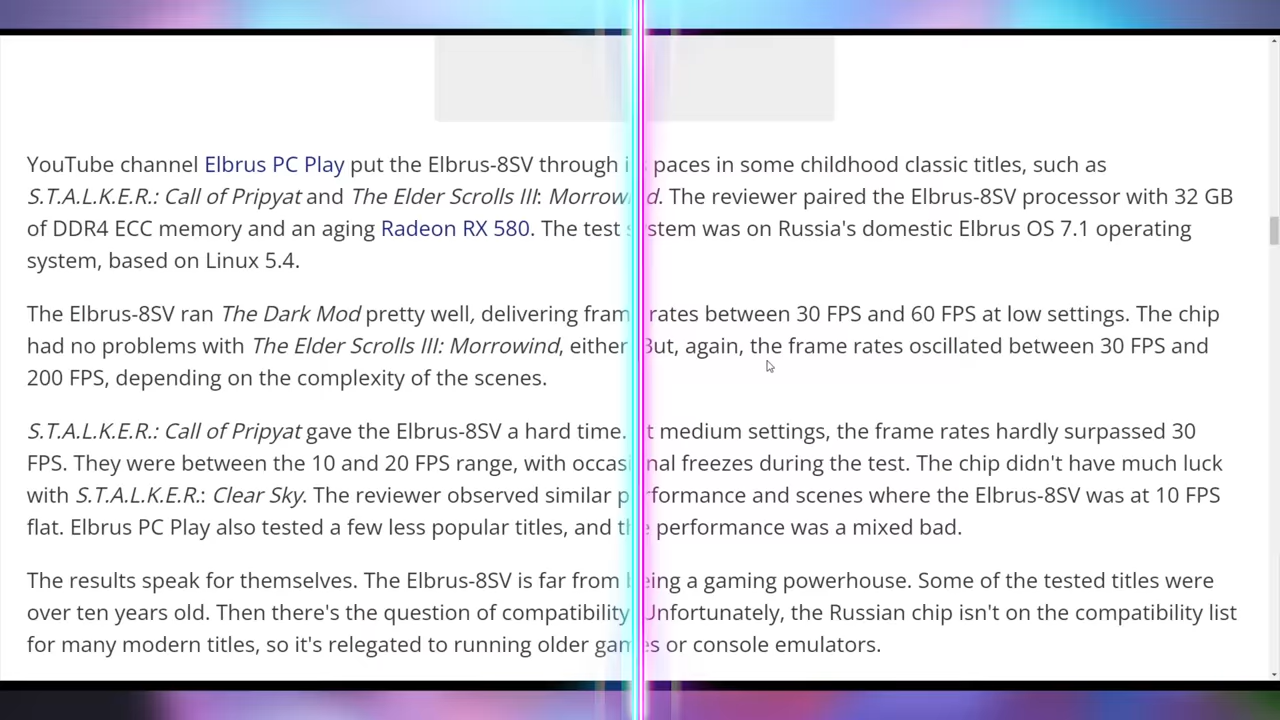 YouTube channel Elbrus PC Play put the Elbrus-8SV through its paces in some childhood classic titles, such as
S.T.A.L.K.E.R.: Call of Pripyat and The Elder Scrolls III: Morrowind. The reviewer paired the Elbrus-8SV processor with 32 GB
of DDR4 ECC memory and an aging Radeon RX 580. The test system was on Russia's domestic Elbrus OS 7.1 operating
system, based on Linux 5.4.
The Elbrus-8SV ran The Dark Mod pretty well, delivering frame rates between 30 FPS and 60 FPS at low settings. The chip
had no problems with The Elder Scrolls III: Morrowind, either. But, again, the frame rates oscillated between 30 FPS and
200 FPS, depending on the complexity of the scenes.
S.T.A.L.K.E.R.: Call of Pripyat gave the Elbrus-8SV a hard time. At medium settings, the frame rates hardly surpassed 30
FPS. They were between the 10 and 20 FPS range, with occasional freezes during the test. The chip didn't have much luck
with S.T.A.L.K.E.R.: Clear Sky. The reviewer observed similar performance and scenes where the Elbrus-8SV was at 10 FPS
flat. Elbrus PC Play also tested a few less popular titles, and the performance was a mixed bad.
The results speak for themselves. The Elbrus-8SV is far from being a gaming powerhouse. Some of the tested titles were
over ten years old. Then there's the question of compatibility. Unfortunately, the Russian chip isn't on the compatibility list
for many modern titles, so it's relegated to running older games or console emulators.